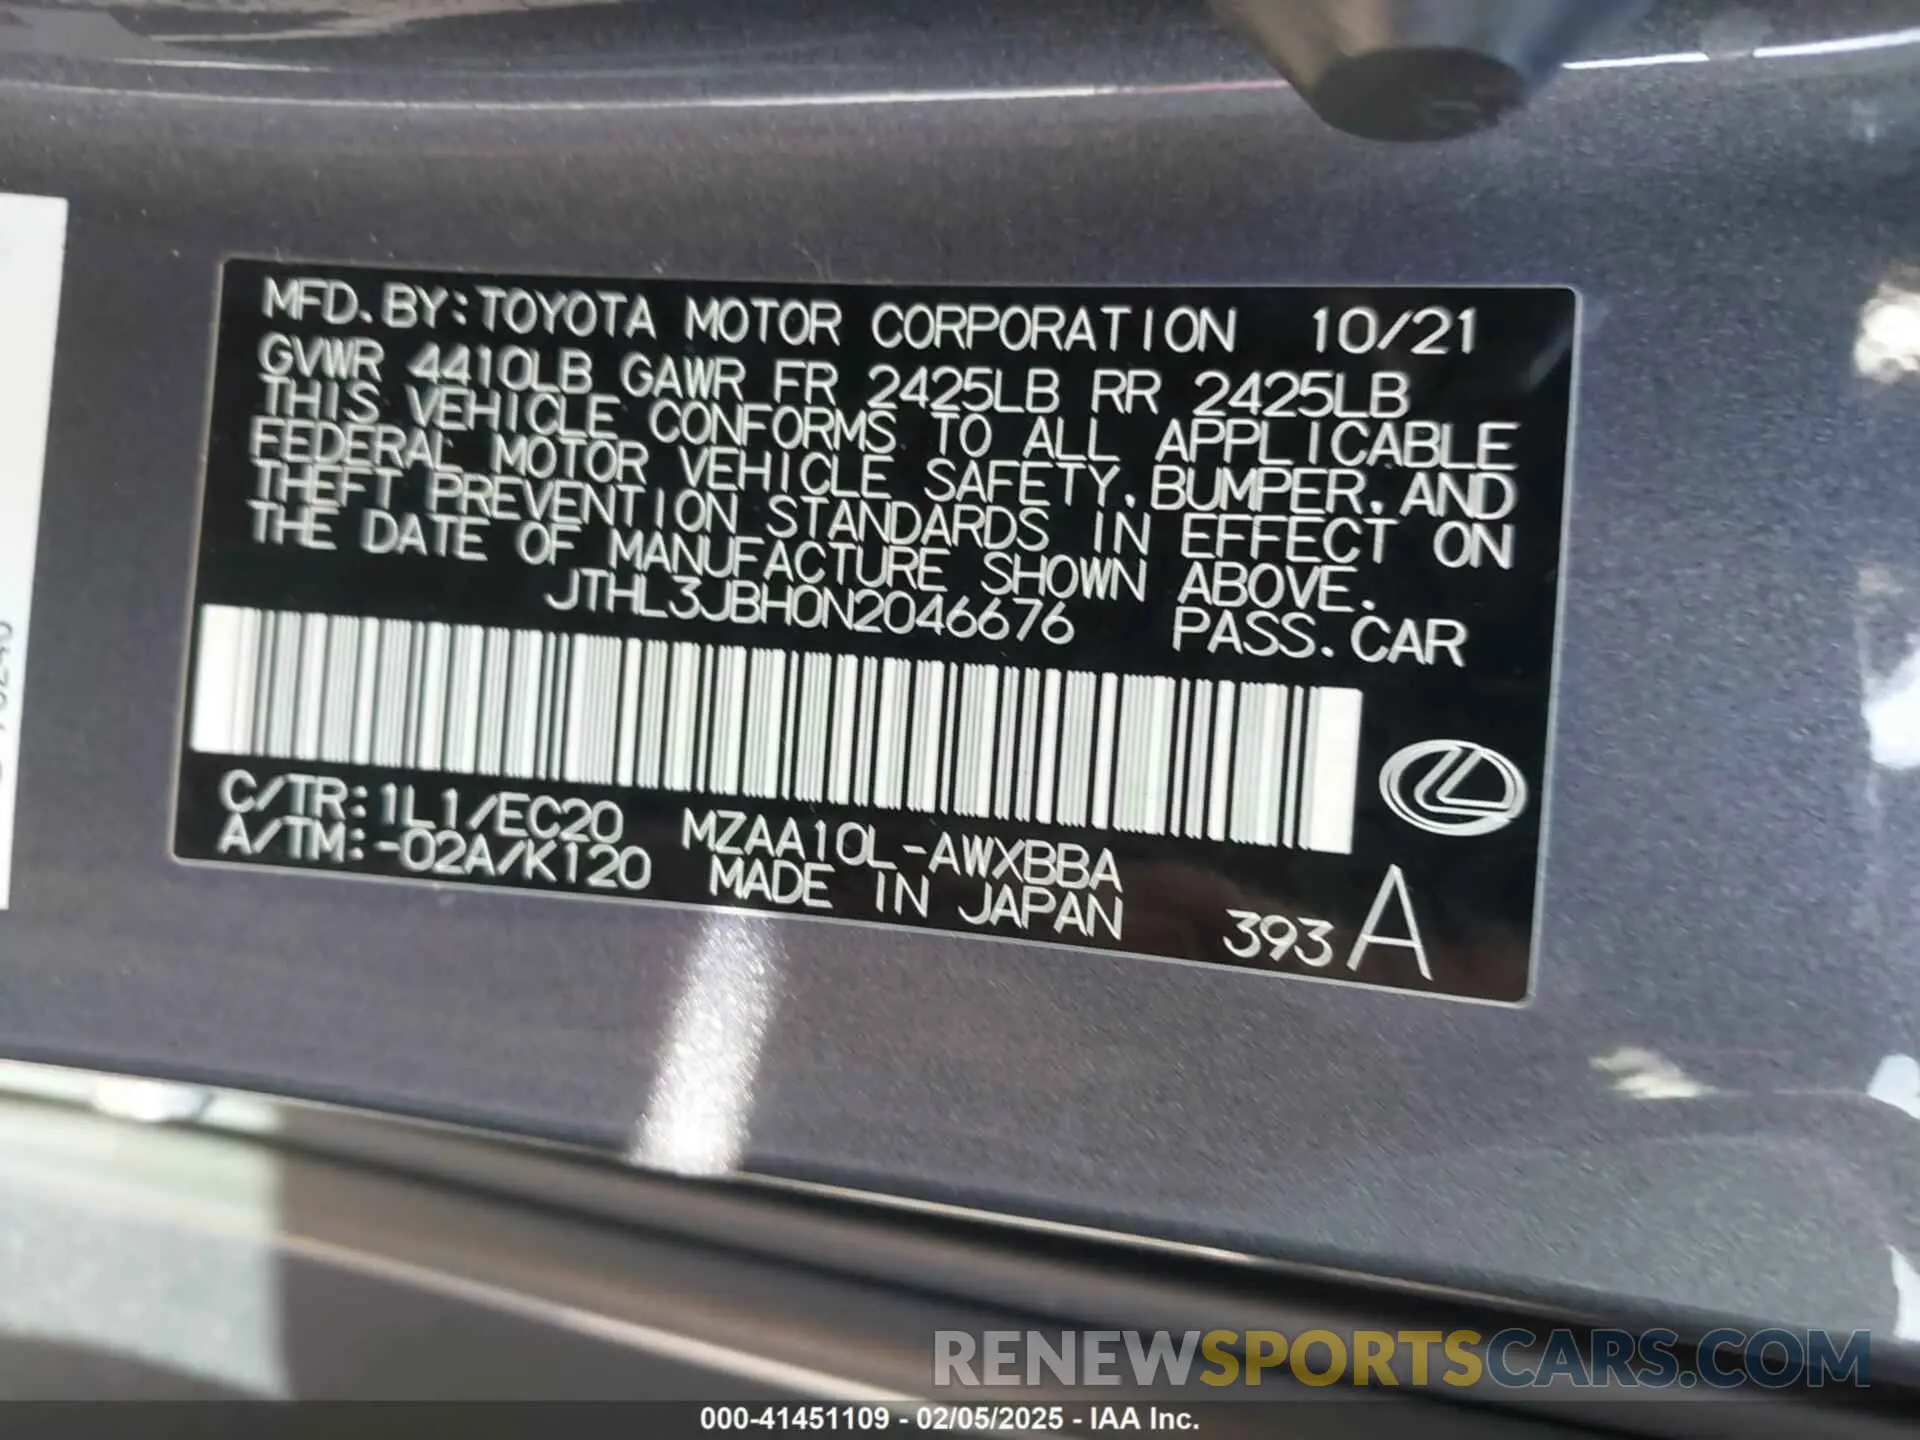 MFD. BY: TOYOTA MOTOR CORPORATION 10/21
GVWR 4410LB GAWR FR 2425LB RR 2425LB
THIS VEHICLE CONFORMS TO ALL APPLICABLE
FEDERAL MOTOR VEHICLE SAFETY, BUMPER, AND
THEFT PREVENTION STANDARDS IN EFFECT ON
THE DATE OF MANUFACTURE SHOWN ABOVE.
JTHL3JBH0N2046676 PASS. CAR
C/TR: 1L1/EC20 MZAA10L-AWXBBA
A/TM: -02A/K120 MADE IN JAPAN
393 A
RENEWSPORTSCARS.COM
000-41451109 - 02/05/2025 - IAA Inc.